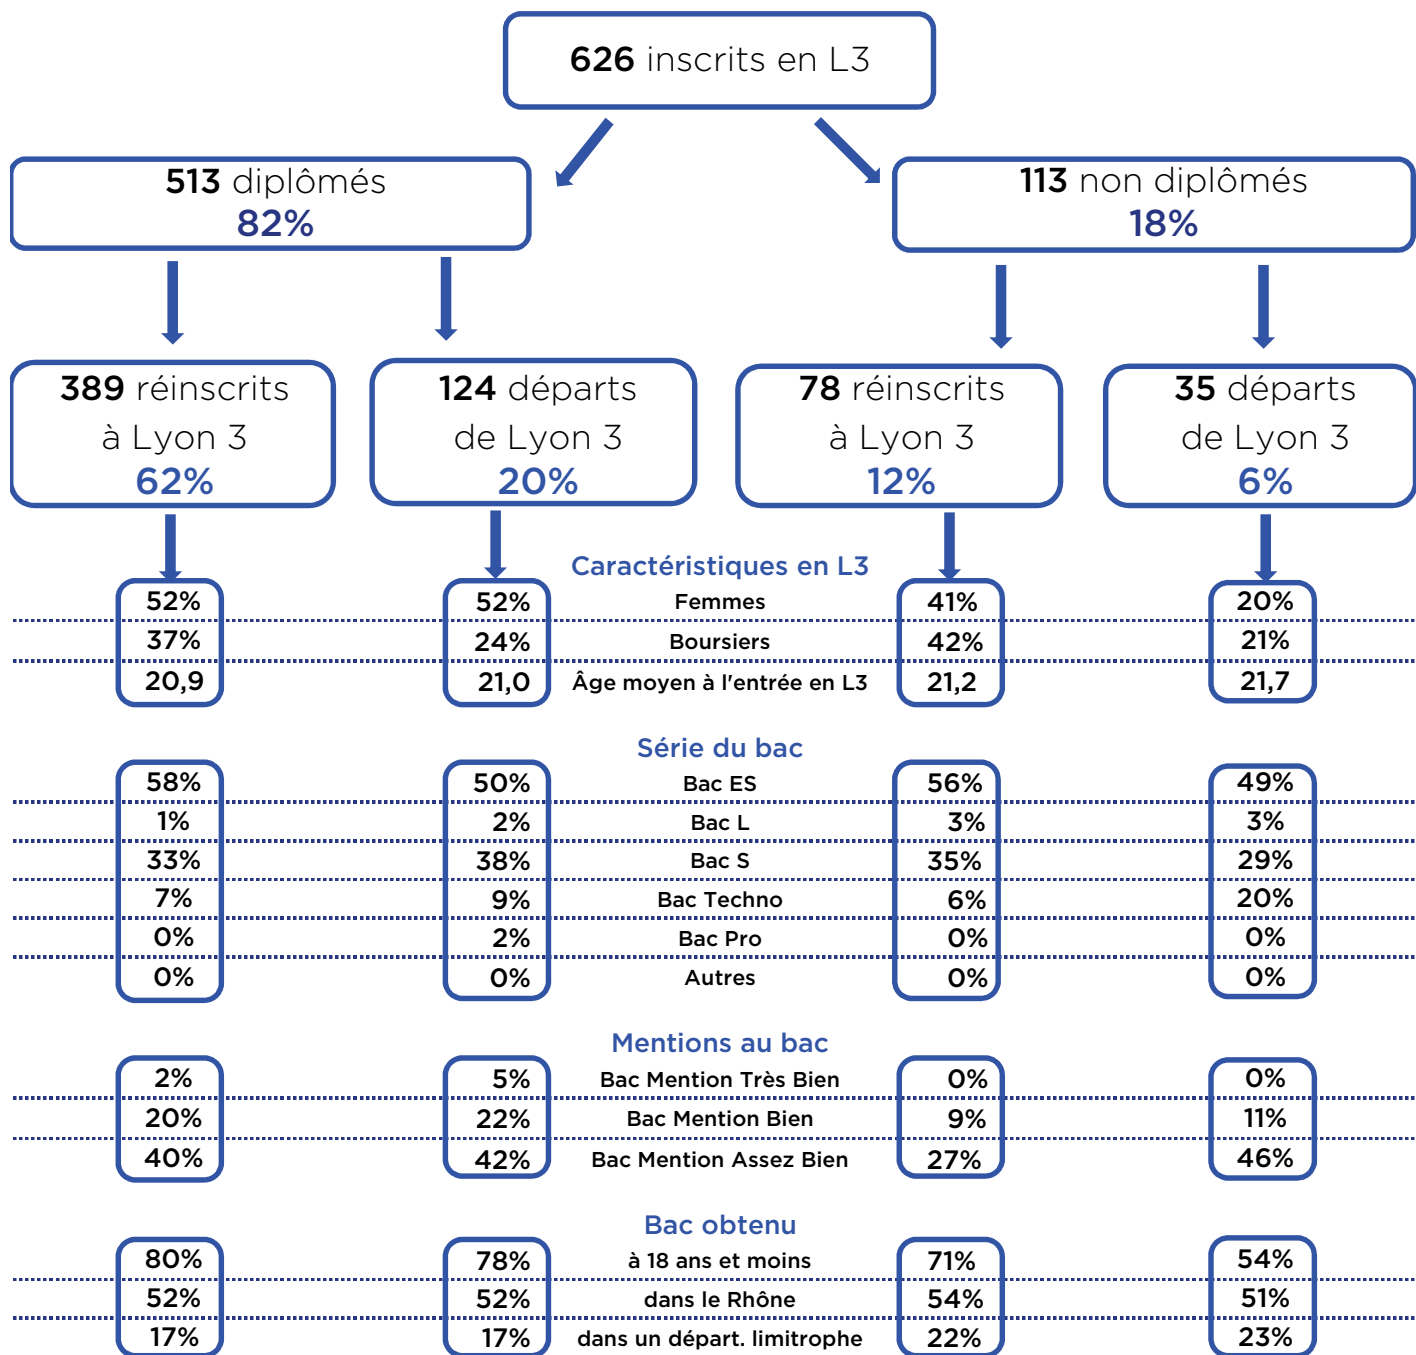 626 inscrits en L3
513 diplômés
82%
113 non diplômés
18%
389 réinscrits
à Lyon 3
62%
124 départs
de Lyon 3
20%
78 réinscrits
à Lyon 3
12%
35 départs
de Lyon 3
6%
Caractéristiques en L3
52% 52% Femmes 41% 20%
37% 24% Boursiers 42% 21%
20,9 21,0 Âge moyen à l'entrée en L3 21,2 21,7
Série du bac
58% 50% Bac ES 56% 49%
1% 2% Bac L 3% 3%
33% 38% Bac S 35% 29%
7% 9% Bac Techno 6% 20%
0% 2% Bac Pro 0% 0%
0% 0% Autres 0% 0%
Mentions au bac
2% 5% Bac Mention Très Bien 0% 0%
20% 22% Bac Mention Bien 9% 11%
40% 42% Bac Mention Assez Bien 27% 46%
Bac obtenu
80% 78% à 18 ans et moins 71% 54%
52% 52% dans le Rhône 54% 51%
17% 17% dans un départ. limitrophe 22% 23%